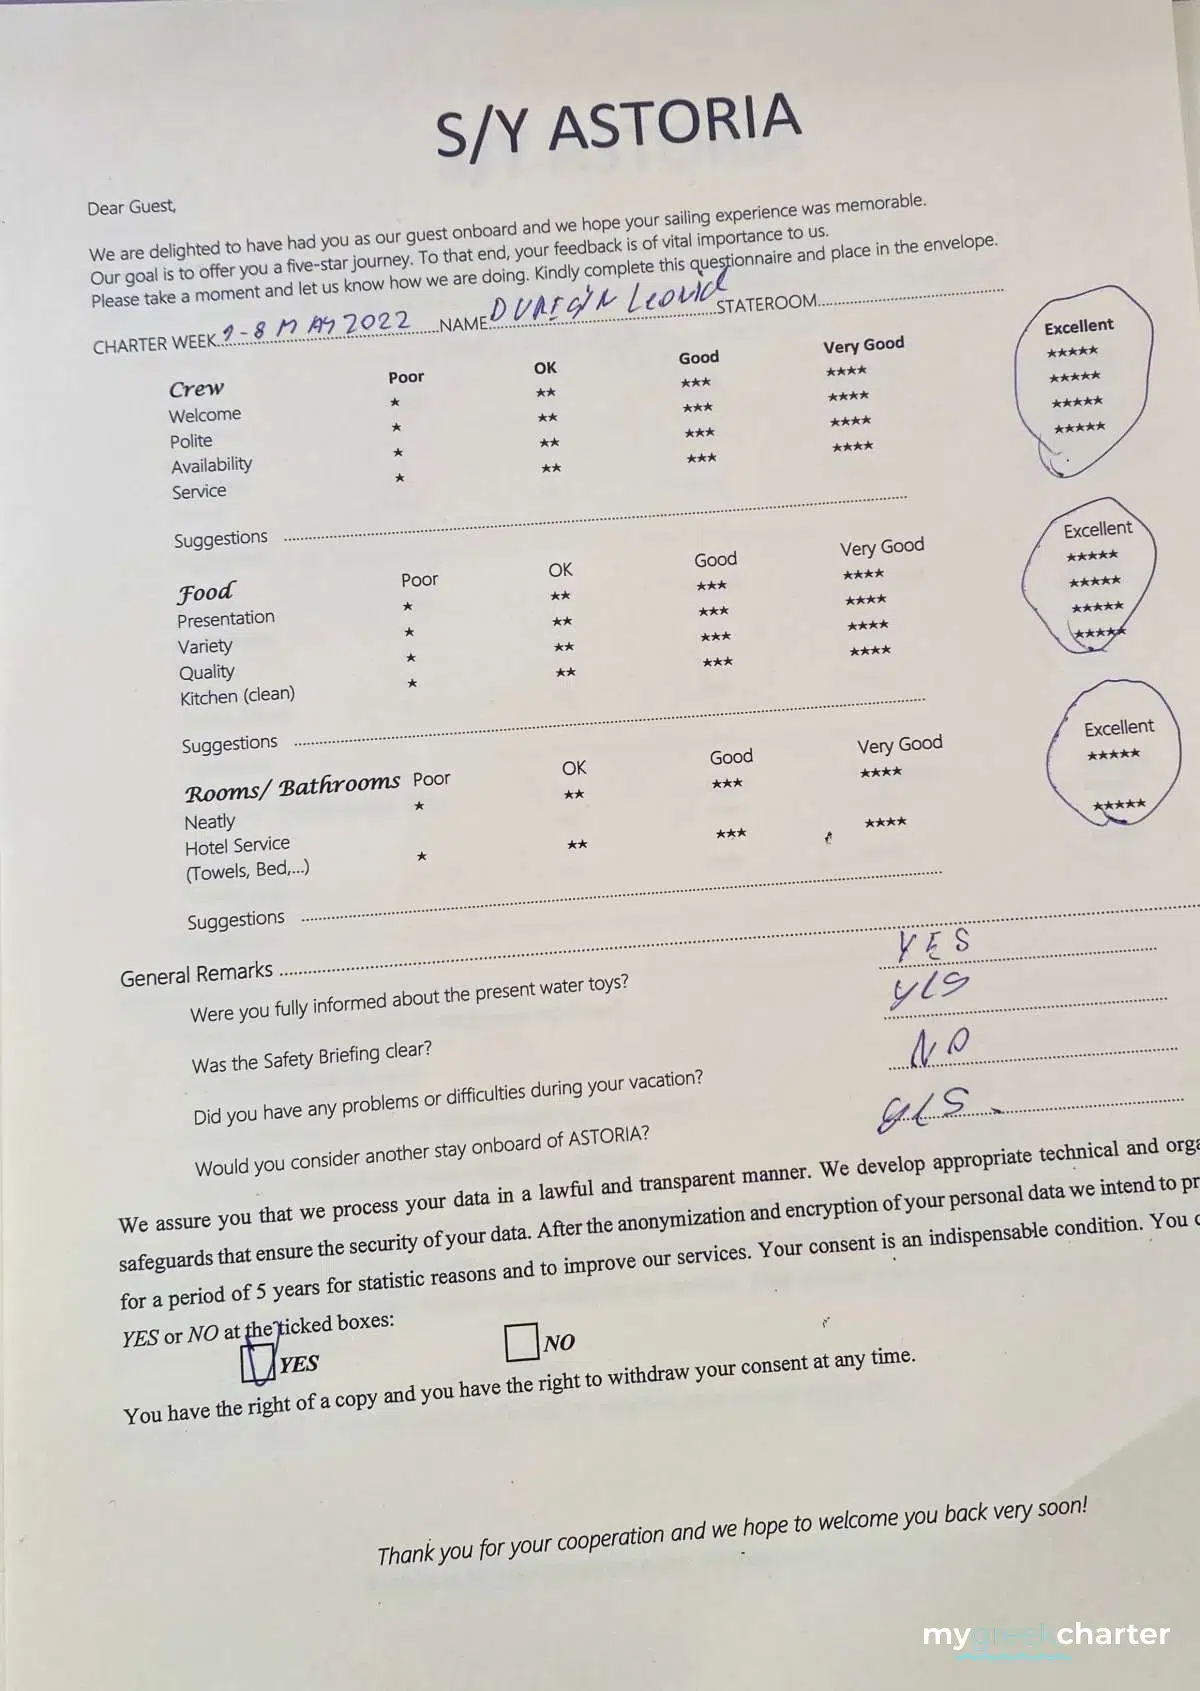 S/Y ASTORIA
Dear Guest,
We are delighted to have had you as our guest onboard and we hope your sailing experience was memorable.
Our goal is to offer you a five-star journey. To that end, your feedback is of vital importance to us.
Please take a moment and let us know how we are doing. Kindly complete this questionnaire and place in the envelope.
CHARTER WEEK -8 MAY 2022 NAME Leonid STATEROOM
Crew Poor OK Good Very Good Excellent
Welcome ★ ★★ ★★★ ★★★★ ★★★★★
Polite ★ ★★ ★★★ ★★★★ ★★★★★
Availability ★ ★★ ★★★ ★★★★ ★★★★★
Service ★ ★★ ★★★ ★★★★ ★★★★★
Suggestions
Food Poor OK Good Very Good Excellent
Presentation ★ ★★ ★★★ ★★★★ ★★★★★
Variety ★ ★★ ★★★ ★★★★ ★★★★★
Quality ★ ★★ ★★★ ★★★★ ★★★★★
Kitchen (clean) ★ ★★ ★★★ ★★★★ ★★★★★
Suggestions
Rooms/ Bathrooms Poor OK Good Very Good Excellent
Neatly ★ ★★ ★★★ ★★★★ ★★★★★
Hotel Service
(Towels, Bed,...) ★ ★★ ★★★ ★★★★ ★★★★★
Suggestions
General Remarks
Were you fully informed about the present water toys? YES
Was the Safety Briefing clear? YES
Did you have any problems or difficulties during your vacation? NO
Would you consider another stay onboard of ASTORIA? YES
We assure you that we process your data in a lawful and transparent manner. We develop appropriate technical and orga
safeguards that ensure the security of your data. After the anonymization and encryption of your personal data we intend to pr
for a period of 5 years for statistic reasons and to improve our services. Your consent is an indispensable condition. You c
YES or NO at the ticked boxes:
YES NO
You have the right of a copy and you have the right to withdraw your consent at any time.
Thank you for your cooperation and we hope to welcome you back very soon!
mygreekcharter